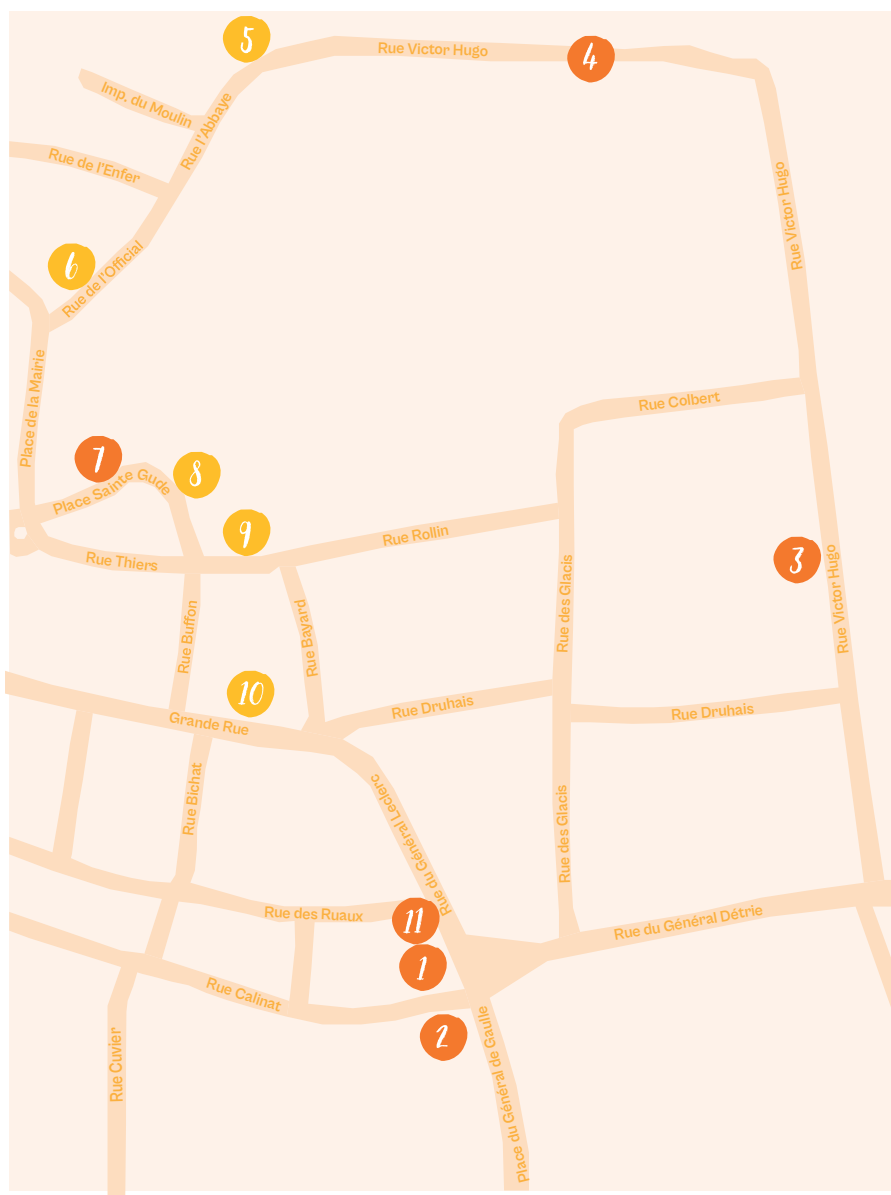 5
Rue Victor Hugo
4
Imp. du Moulin
Rue l'Abbaye
Rue de l'Enfer
Rue Victor Hugo
6
Rue de l'Official
Place de la Mairie
Rue Colbert
7
8
Place Sainte Gude
9
Rue Rollin
Rue Thiers
3
Rue des Glacis
Rue Victor Hugo
Rue Buffon
Rue Bayard
10
Rue Druhais
Rue Druhais
Grande Rue
Rue Bichat
Rue du Général Leclerc
Rue des Glacis
Rue des Ruaux
11
Rue du Général Détrie
1
Rue Calinat
2
Rue Cuvier
Place du Général de Gaulle